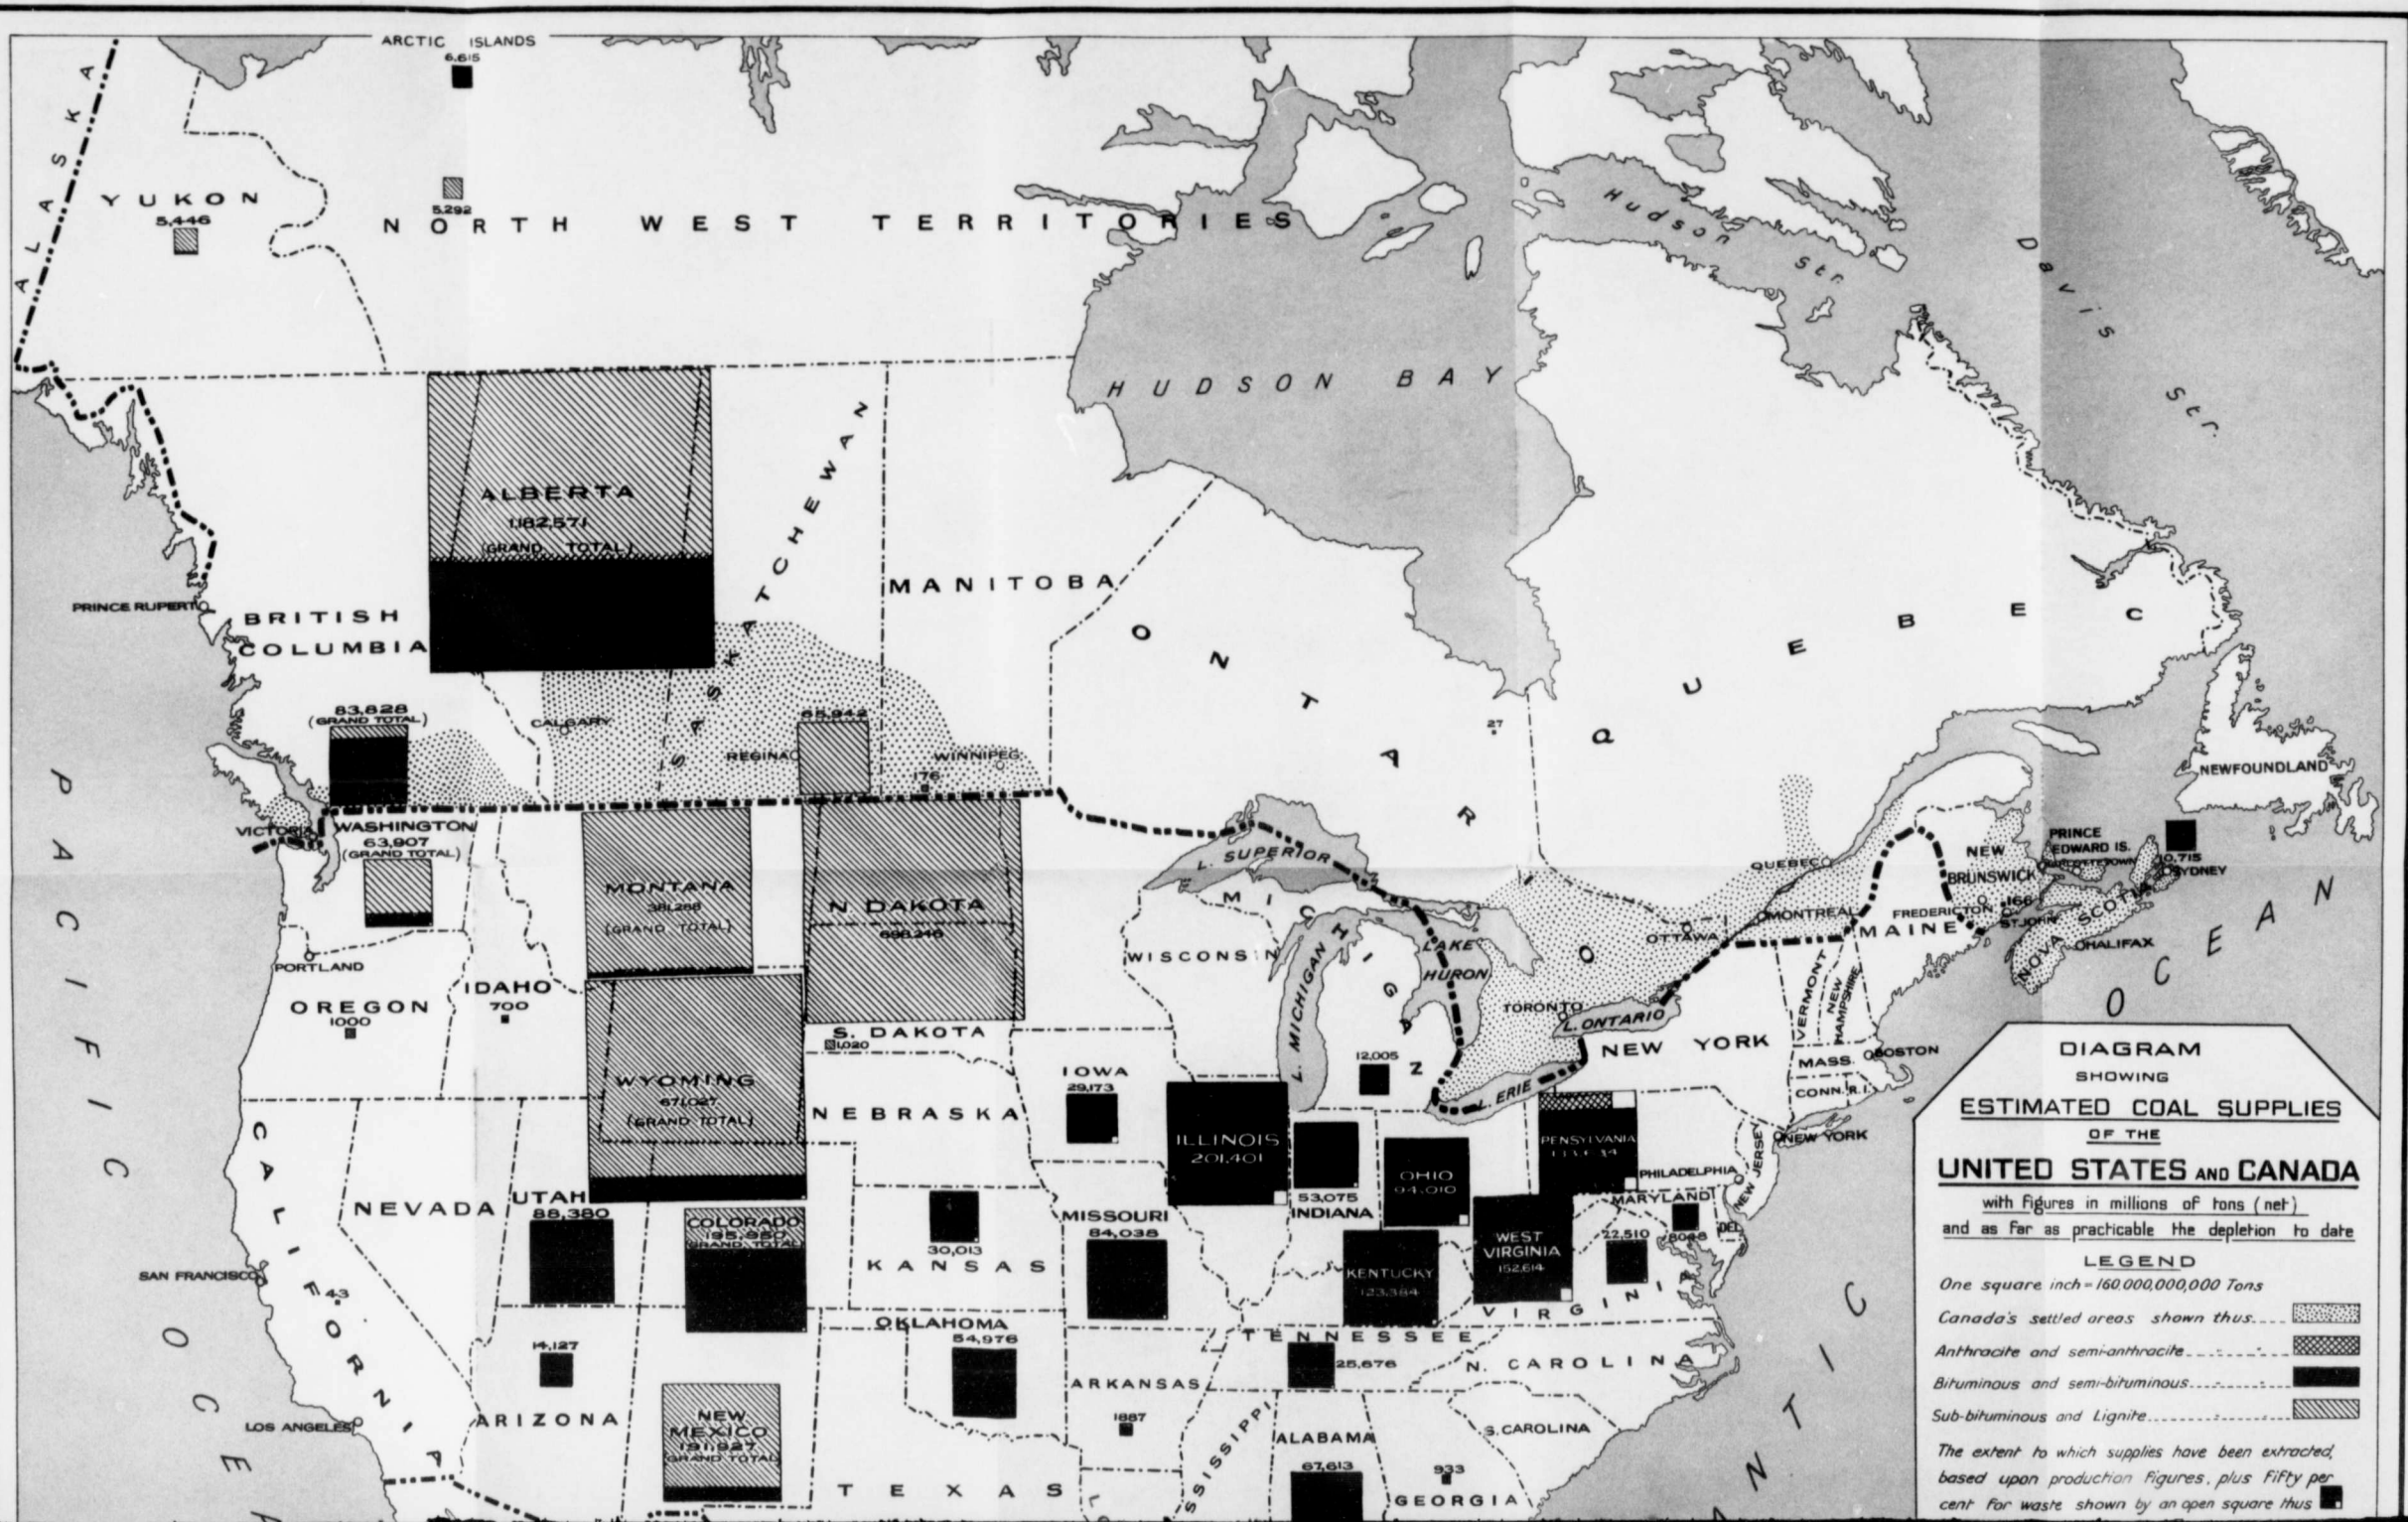 ARCTIC ISLANDS
6,615
ALASKA
YUKON
5,446
5,292
NORTH WEST TERRITORIES
Hudson Str.
Davis Str.
HUDSON BAY
ALBERTA
1,182,571
(GRAND TOTAL)
SASKATCHEWAN
MANITOBA
ONTARIO
QUEBEC
PRINCE RUPERT
BRITISH
COLUMBIA
83,828
(GRAND TOTAL)
CALGARY
REGINA
65,942
176
WINNIPEG
27
NEWFOUNDLAND
PACIFIC OCEA
VICTORIA
WASHINGTON
63,907
(GRAND TOTAL)
MONTANA
381,288
(GRAND TOTAL)
N. DAKOTA
698,246
L. SUPERIOR
MICHIGAN
WISCONSIN
L. MICHIGAN
LAKE
HURON
12,005
QUEBEC
MONTREAL
OTTAWA
TORONTO
L. ONTARIO
L. ERIE
NEW
BRUNSWICK
PRINCE
EDWARD IS.
CHARLOTTETOWN
10,715
SYDNEY
FREDERICTON
166
ST. JOHN
NOVA SCOTIA
HALIFAX
MAINE
VERMONT
NEW
HAMPSHIRE
MASS.
BOSTON
CONN.
R.I.
NEW YORK
NEW YORK
NEW JERSEY
PORTLAND
OREGON
1000
IDAHO
700
S. DAKOTA
1,020
WYOMING
671,027
(GRAND TOTAL)
NEBRASKA
IOWA
29,173
ILLINOIS
201,401
53,075
INDIANA
OHIO
94,010
PENSYLVANIA
PHILADELPHIA
MARYLAND
8048
DEL.
WEST
VIRGINIA
152,614
22,510
VIRGINIA
KENTUCKY
123,384
CALIFORNIA
43
SAN FRANCISCO
LOS ANGELES
NEVADA
UTAH
88,380
COLORADO
195,950
GRAND TOTAL
KANSAS
30,013
MISSOURI
84,038
14,127
ARIZONA
NEW
MEXICO
191,927
GRAND TOTAL
OKLAHOMA
54,976
TEXAS
ARKANSAS
1887
TENNESSEE
25,676
N. CAROLINA
S. CAROLINA
SSISSIPPI
ALABAMA
67,613
933
GEORGIA
L
ANTIC OCEAN
DIAGRAM
SHOWING
ESTIMATED COAL SUPPLIES
OF THE
UNITED STATES AND CANADA
with figures in millions of tons (net)
and as far as practicable the depletion to date
LEGEND
One square inch = 160,000,000,000 Tons
Canada's settled areas shown thus
Anthracite and semi-anthracite
Bituminous and semi-bituminous
Sub-bituminous and Lignite
The extent to which supplies have been extracted,
based upon production figures, plus fifty per
cent for waste shown by an open square thus